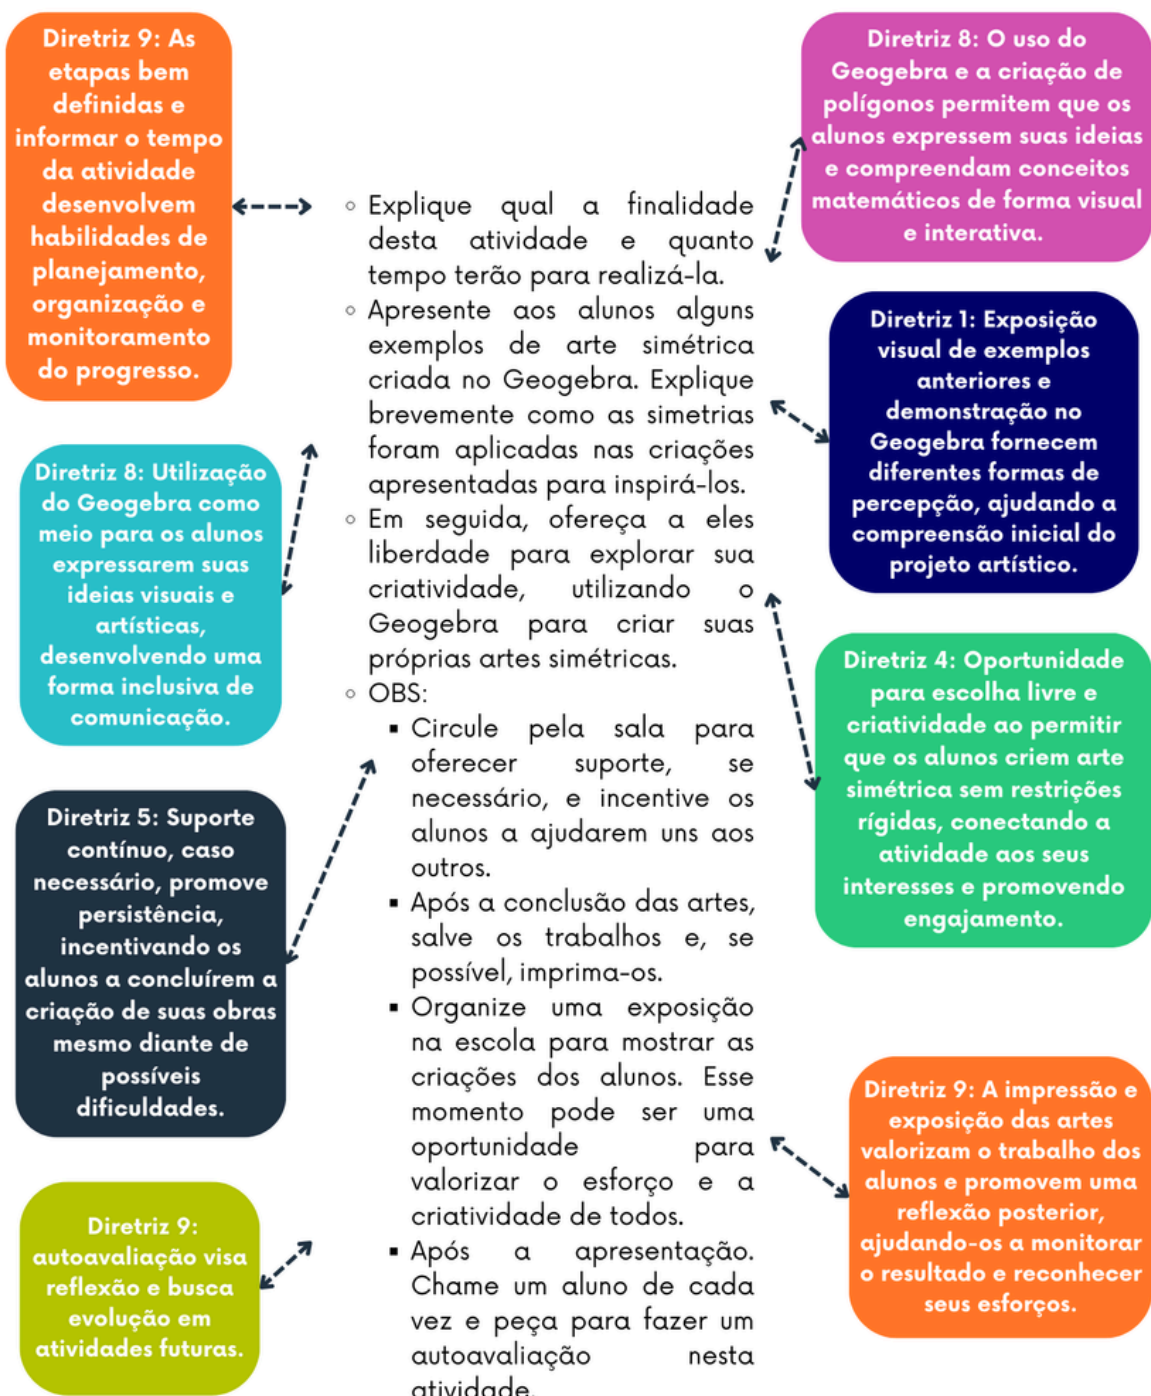 Diretriz 9: As
etapas bem
definidas e
informar o tempo
da atividade
desenvolvem
habilidades de
planejamento,
organização e
monitoramento
do progresso.
Diretriz 8: Utilização
do Geogebra como
meio para os alunos
expressarem suas
ideias visuais e
artísticas,
desenvolvendo uma
forma inclusiva de
comunicação.
Diretriz 5: Suporte
contínuo, caso
necessário, promove
persistência,
incentivando os
alunos a concluírem a
criação de suas obras
mesmo diante de
possíveis
dificuldades.
Diretriz 9:
autoavaliação visa
reflexão e busca
evolução em
atividades futuras.
◦ Explique qual a finalidade
desta atividade e quanto
tempo terão para realizá-la.
◦ Apresente aos alunos alguns
exemplos de arte simétrica
criada no Geogebra. Explique
brevemente como as simetrias
foram aplicadas nas criações
apresentadas para inspirá-los.
◦ Em seguida, ofereça a eles
liberdade para explorar sua
criatividade, utilizando o
Geogebra para criar suas
próprias artes simétricas.
◦ OBS:
▪ Circule pela sala para
oferecer suporte, se
necessário, e incentive os
alunos a ajudarem uns aos
outros.
▪ Após a conclusão das artes,
salve os trabalhos e, se
possível, imprima-os.
▪ Organize uma exposição
na escola para mostrar as
criações dos alunos. Esse
momento pode ser uma
oportunidade para
valorizar o esforço e a
criatividade de todos.
▪ Após a apresentação.
Chame um aluno de cada
vez e peça para fazer um
autoavaliação nesta
atividade.
Diretriz 8: O uso do
Geogebra e a criação de
polígonos permitem que os
alunos expressem suas ideias
e compreendam conceitos
matemáticos de forma visual
e interativa.
Diretriz 1: Exposição
visual de exemplos
anteriores e
demonstração no
Geogebra fornecem
diferentes formas de
percepção, ajudando a
compreensão inicial do
projeto artístico.
Diretriz 4: Oportunidade
para escolha livre e
criatividade ao permitir
que os alunos criem arte
simétrica sem restrições
rígidas, conectando a
atividade aos seus
interesses e promovendo
engajamento.
Diretriz 9: A impressão e
exposição das artes
valorizam o trabalho dos
alunos e promovem uma
reflexão posterior,
ajudando-os a monitorar
o resultado e reconhecer
seus esforços.